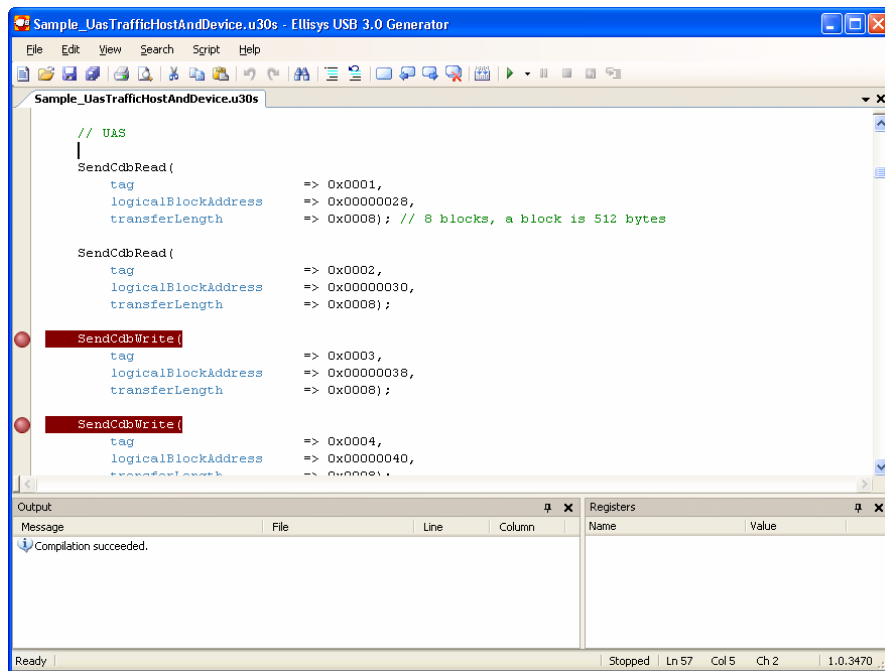 Sample_UasTrafficHostAndDevice.u30s - Ellisys USB 3.0 Generator
File Edit View Search Script Help
Sample_UasTrafficHostAndDevice.u30s
// UAS
SendCdbRead(
tag => 0x0001,
logicalBlockAddress => 0x00000028,
transferLength => 0x0008); // 8 blocks, a block is 512 bytes
SendCdbRead(
tag => 0x0002,
logicalBlockAddress => 0x00000030,
transferLength => 0x0008);
SendCdbWrite(
tag => 0x0003,
logicalBlockAddress => 0x00000038,
transferLength => 0x0008);
SendCdbWrite(
tag => 0x0004,
logicalBlockAddress => 0x00000040,
transferLength => 0x0008);
Output Registers
Message File Line Column Name Value
Compilation succeeded.
Ready Stopped Ln 57 Col 5 Ch 2 1.0.3470